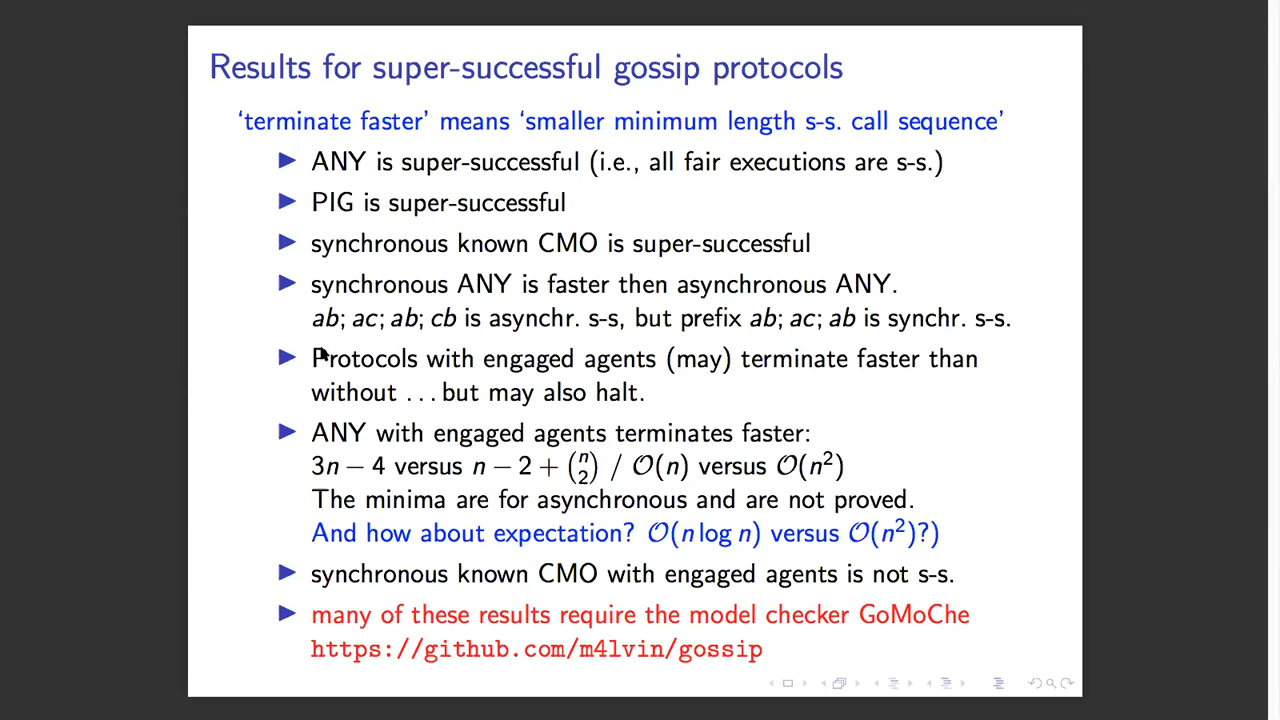 Results for super-successful gossip protocols
‘terminate faster’ means ‘smaller minimum length s-s. call sequence’
▶ ANY is super-successful (i.e., all fair executions are s-s.)
▶ PIG is super-successful
▶ synchronous known CMO is super-successful
▶ synchronous ANY is faster then asynchronous ANY.
ab; ac; ab; cb is asynchr. s-s, but prefix ab; ac; ab is synchr. s-s.
▶ Protocols with engaged agents (may) terminate faster than
without . . . but may also halt.
▶ ANY with engaged agents terminates faster:
3n − 4 versus n − 2 + (n 2) / O(n) versus O(n²)
The minima are for asynchronous and are not proved.
And how about expectation? O(n log n) versus O(n²)?)
▶ synchronous known CMO with engaged agents is not s-s.
▶ many of these results require the model checker GoMoChe
https://github.com/m4lvin/gossip